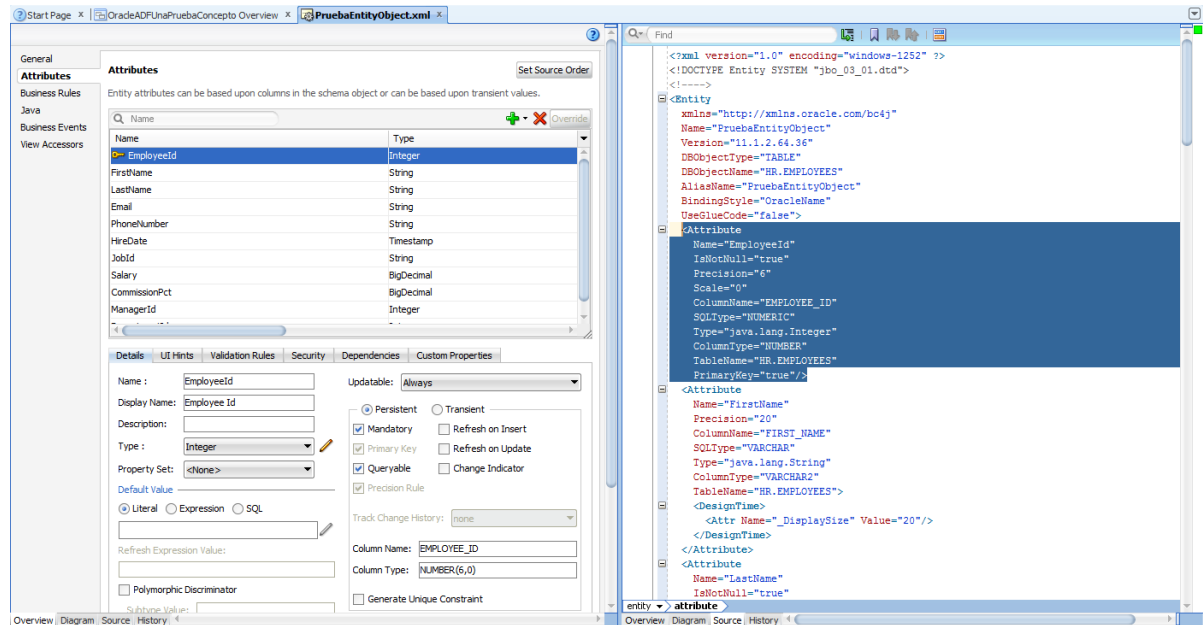 Start Page x
OracleADFUnaPruebaConcepto Overview x
PruebaEntityObject.xml x
General
Attributes
Business Rules
Java
Business Events
View Accessors
Attributes
Set Source Order
Entity attributes can be based upon columns in the schema object or can be based upon transient values.
Name
Override
Name Type
EmployeeId Integer
FirstName String
LastName String
Email String
PhoneNumber String
HireDate Timestamp
JobId String
Salary BigDecimal
CommissionPct BigDecimal
ManagerId Integer
Details UI Hints Validation Rules Security Dependencies Custom Properties
Name : EmployeeId
Display Name: Employee Id
Description:
Type : Integer
Property Set: <None>
Default Value
Literal Expression SQL
Refresh Expression Value:
Polymorphic Discriminator
Subtype Value:
Updatable: Always
Persistent Transient
Mandatory Refresh on Insert
Primary Key Refresh on Update
Queryable Change Indicator
Precision Rule
Track Change History: none
Column Name: EMPLOYEE_ID
Column Type: NUMBER(6,0)
Generate Unique Constraint
Overview Diagram Source History
Find
<?xml version="1.0" encoding="windows-1252" ?>
<!DOCTYPE Entity SYSTEM "jbo_03_01.dtd">
<!---->
<Entity
xmlns="http://xmlns.oracle.com/bc4j"
Name="PruebaEntityObject"
Version="11.1.2.64.36"
DBObjectType="TABLE"
DBObjectName="HR.EMPLOYEES"
AliasName="PruebaEntityObject"
BindingStyle="OracleName"
UseGlueCode="false">
<Attribute
Name="EmployeeId"
IsNotNull="true"
Precision="6"
Scale="0"
ColumnName="EMPLOYEE_ID"
SQLType="NUMERIC"
Type="java.lang.Integer"
ColumnType="NUMBER"
TableName="HR.EMPLOYEES"
PrimaryKey="true"/>
<Attribute
Name="FirstName"
Precision="20"
ColumnName="FIRST_NAME"
SQLType="VARCHAR"
Type="java.lang.String"
ColumnType="VARCHAR2"
TableName="HR.EMPLOYEES">
<DesignTime>
<Attr Name="_DisplaySize" Value="20"/>
</DesignTime>
</Attribute>
<Attribute
Name="LastName"
IsNotNull="true"
entity attribute
Overview Diagram Source History